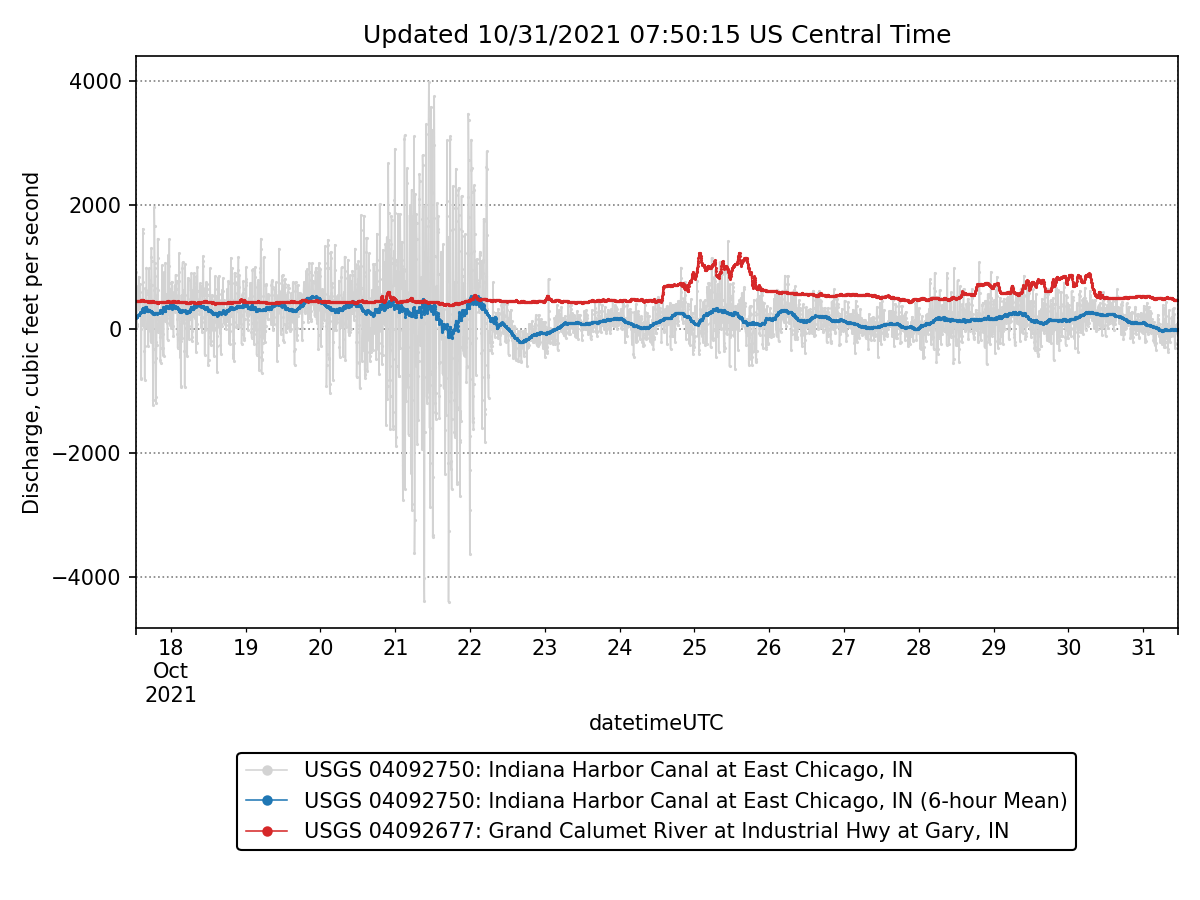 Updated 10/31/2021 07:50:15 US Central Time
Discharge, cubic feet per second
4000
2000
0
−2000
−4000
18 19 20 21 22 23 24 25 26 27 28 29 30 31
Oct
2021
datetimeUTC
USGS 04092750: Indiana Harbor Canal at East Chicago, IN
USGS 04092750: Indiana Harbor Canal at East Chicago, IN (6-hour Mean)
USGS 04092677: Grand Calumet River at Industrial Hwy at Gary, IN